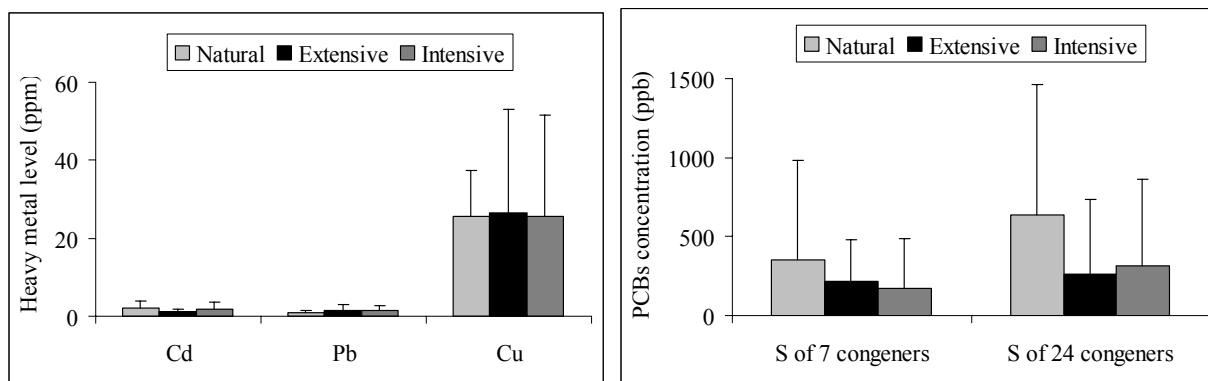 Natural Extensive Intensive
Heavy metal level (ppm)
60
40
20
0
Cd Pb Cu
Natural Extensive Intensive
PCBs concentration (ppb)
1500
1000
500
0
S of 7 congeners S of 24 congeners